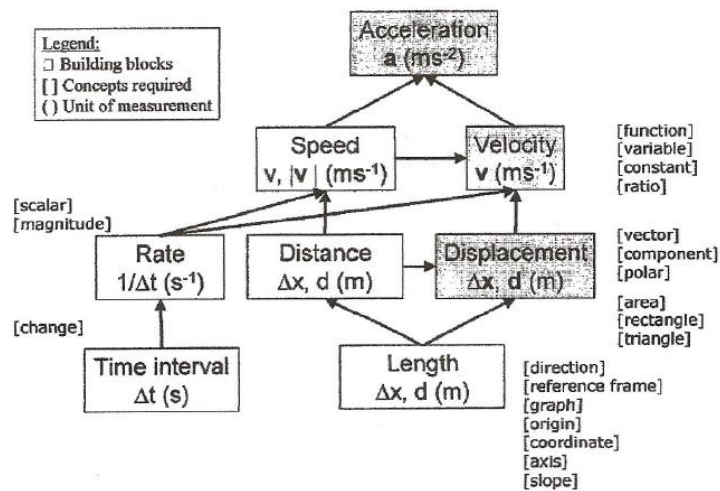 Legend:
□ Building blocks
[ ] Concepts required
( ) Unit of measurement
Acceleration
a (ms-2)
Speed
v, |v| (ms-1)
Velocity
v (ms-1)
[function]
[variable]
[constant]
[ratio]
[scalar]
[magnitude]
Rate
1/Δt (s-1)
Distance
Δx, d (m)
Displacement
Δx, d (m)
[vector]
[component]
[polar]
[area]
[rectangle]
[triangle]
[change]
Time interval
Δt (s)
Length
Δx, d (m)
[direction]
[reference frame]
[graph]
[origin]
[coordinate]
[axis]
[slope]